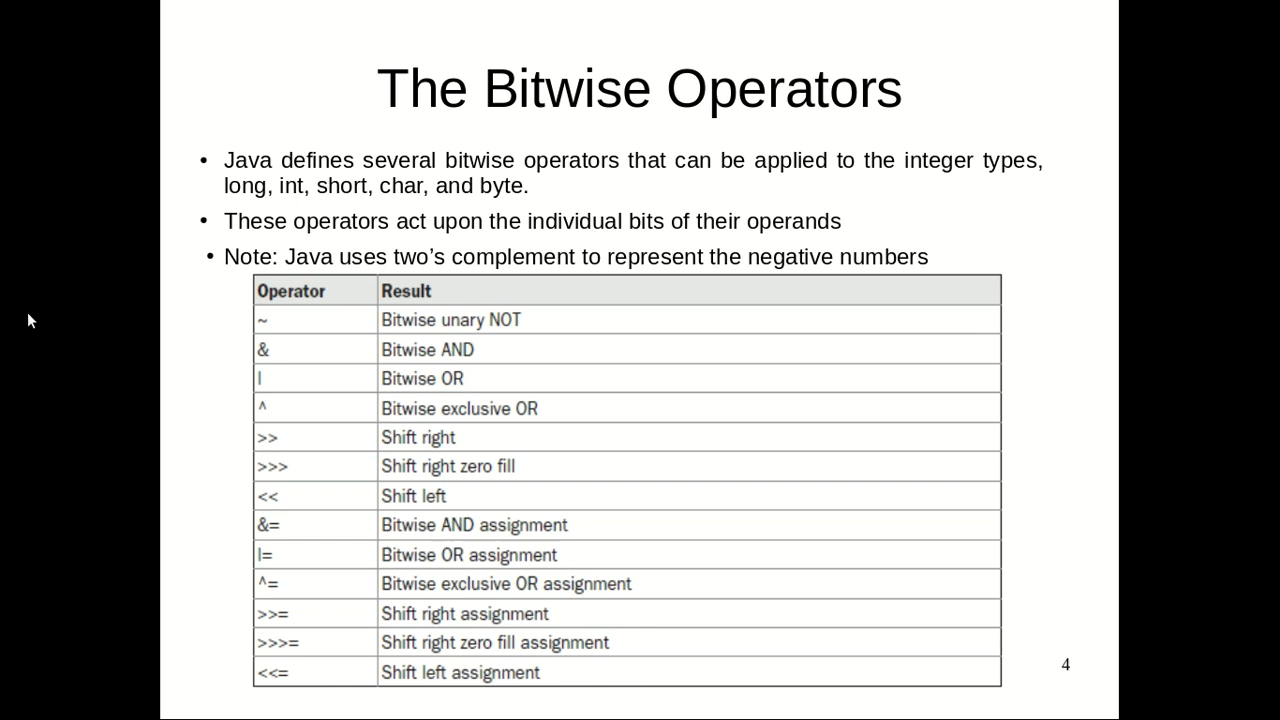 The Bitwise Operators
• Java defines several bitwise operators that can be applied to the integer types,
long, int, short, char, and byte.
• These operators act upon the individual bits of their operands
• Note: Java uses two’s complement to represent the negative numbers
Operator Result
~ Bitwise unary NOT
& Bitwise AND
| Bitwise OR
^ Bitwise exclusive OR
>> Shift right
>>> Shift right zero fill
<< Shift left
&= Bitwise AND assignment
|= Bitwise OR assignment
^= Bitwise exclusive OR assignment
>>= Shift right assignment
>>>= Shift right zero fill assignment
<<= Shift left assignment
4